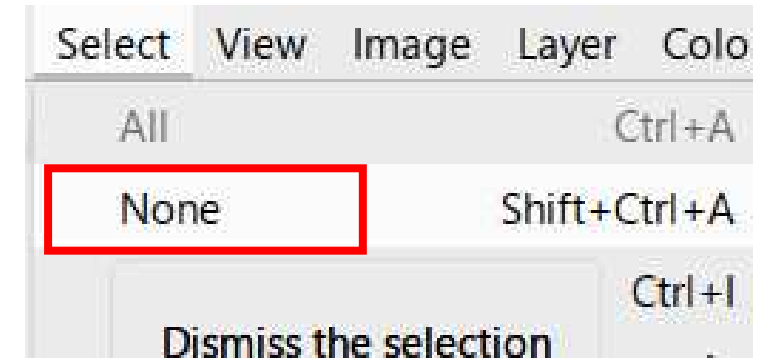 Select View Image Layer Colo
All Ctrl+A
None Shift+Ctrl+A
Ctrl+I
Dismiss the selection